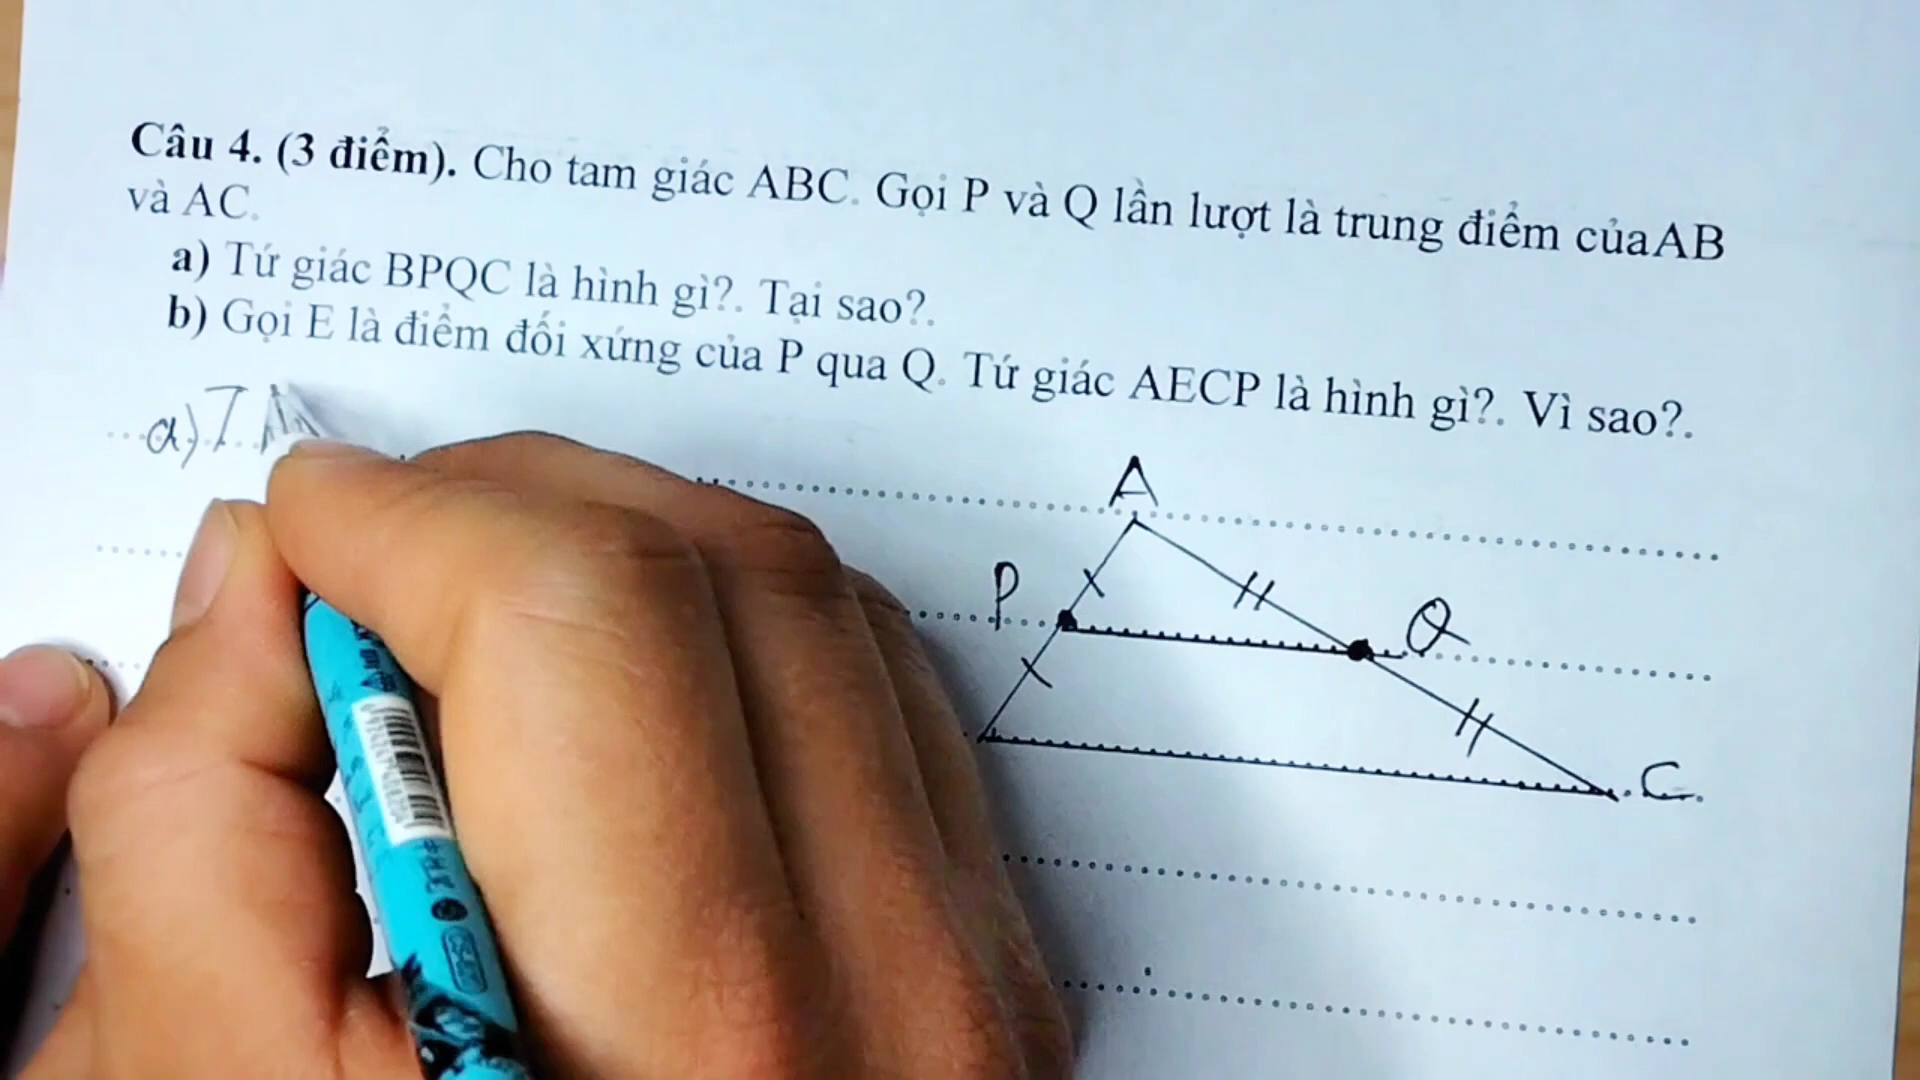 Câu 4. (3 điểm). Cho tam giác ABC. Gọi P và Q lần lượt là trung điểm củaAB
và AC.
a) Tứ giác BPQC là hình gì?. Tại sao?.
b) Gọi E là điểm đối xứng của P qua Q. Tứ giác AECP là hình gì?. Vì sao?.
a) T
A
P
Q
C